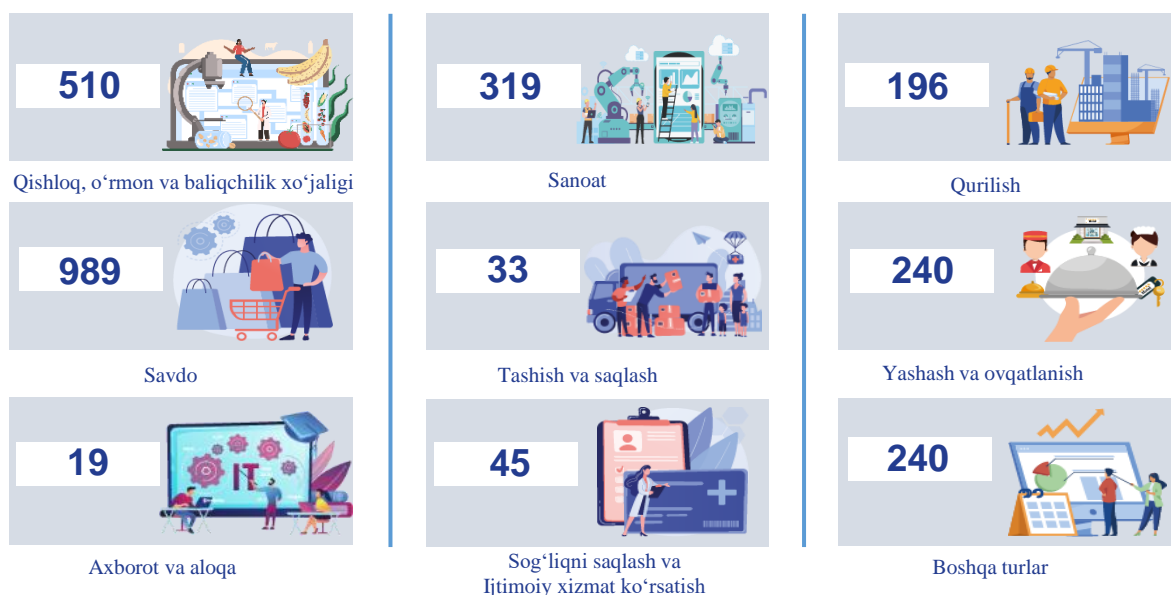 510
319
196
Qishloq, o‘rmon va baliqchilik xo‘jaligi
Sanoat
Qurilish
989
33
240
Savdo
Tashish va saqlash
Yashash va ovqatlanish
19
IT
45
240
Axborot va aloqa
Sog‘liqni saqlash va
Ijtimoiy xizmat ko‘rsatish
Boshqa turlar